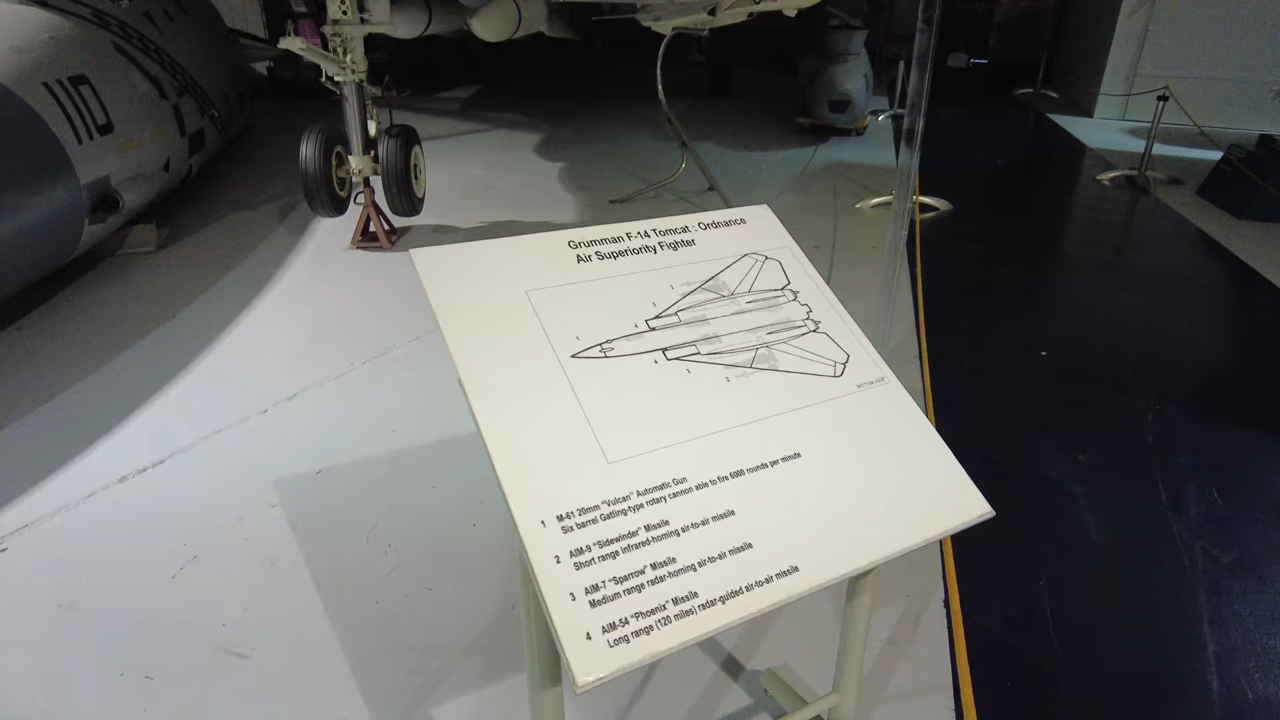 110
Grumman F-14 Tomcat : Ordnance
Air Superiority Fighter
2
3
4
1
4
3
2
BOTTOM VIEW
1 M-61 20mm "Vulcan" Automatic Gun
Six barrel Gatling-type rotary cannon able to fire 6000 rounds per minute
2 AIM-9 "Sidewinder" Missile
Short range infrared-homing air-to-air missile
3 AIM-7 "Sparrow" Missile
Medium range radar-homing air-to-air missile
4 AIM-54 "Phoenix" Missile
Long range (120 miles) radar-guided air-to-air missile